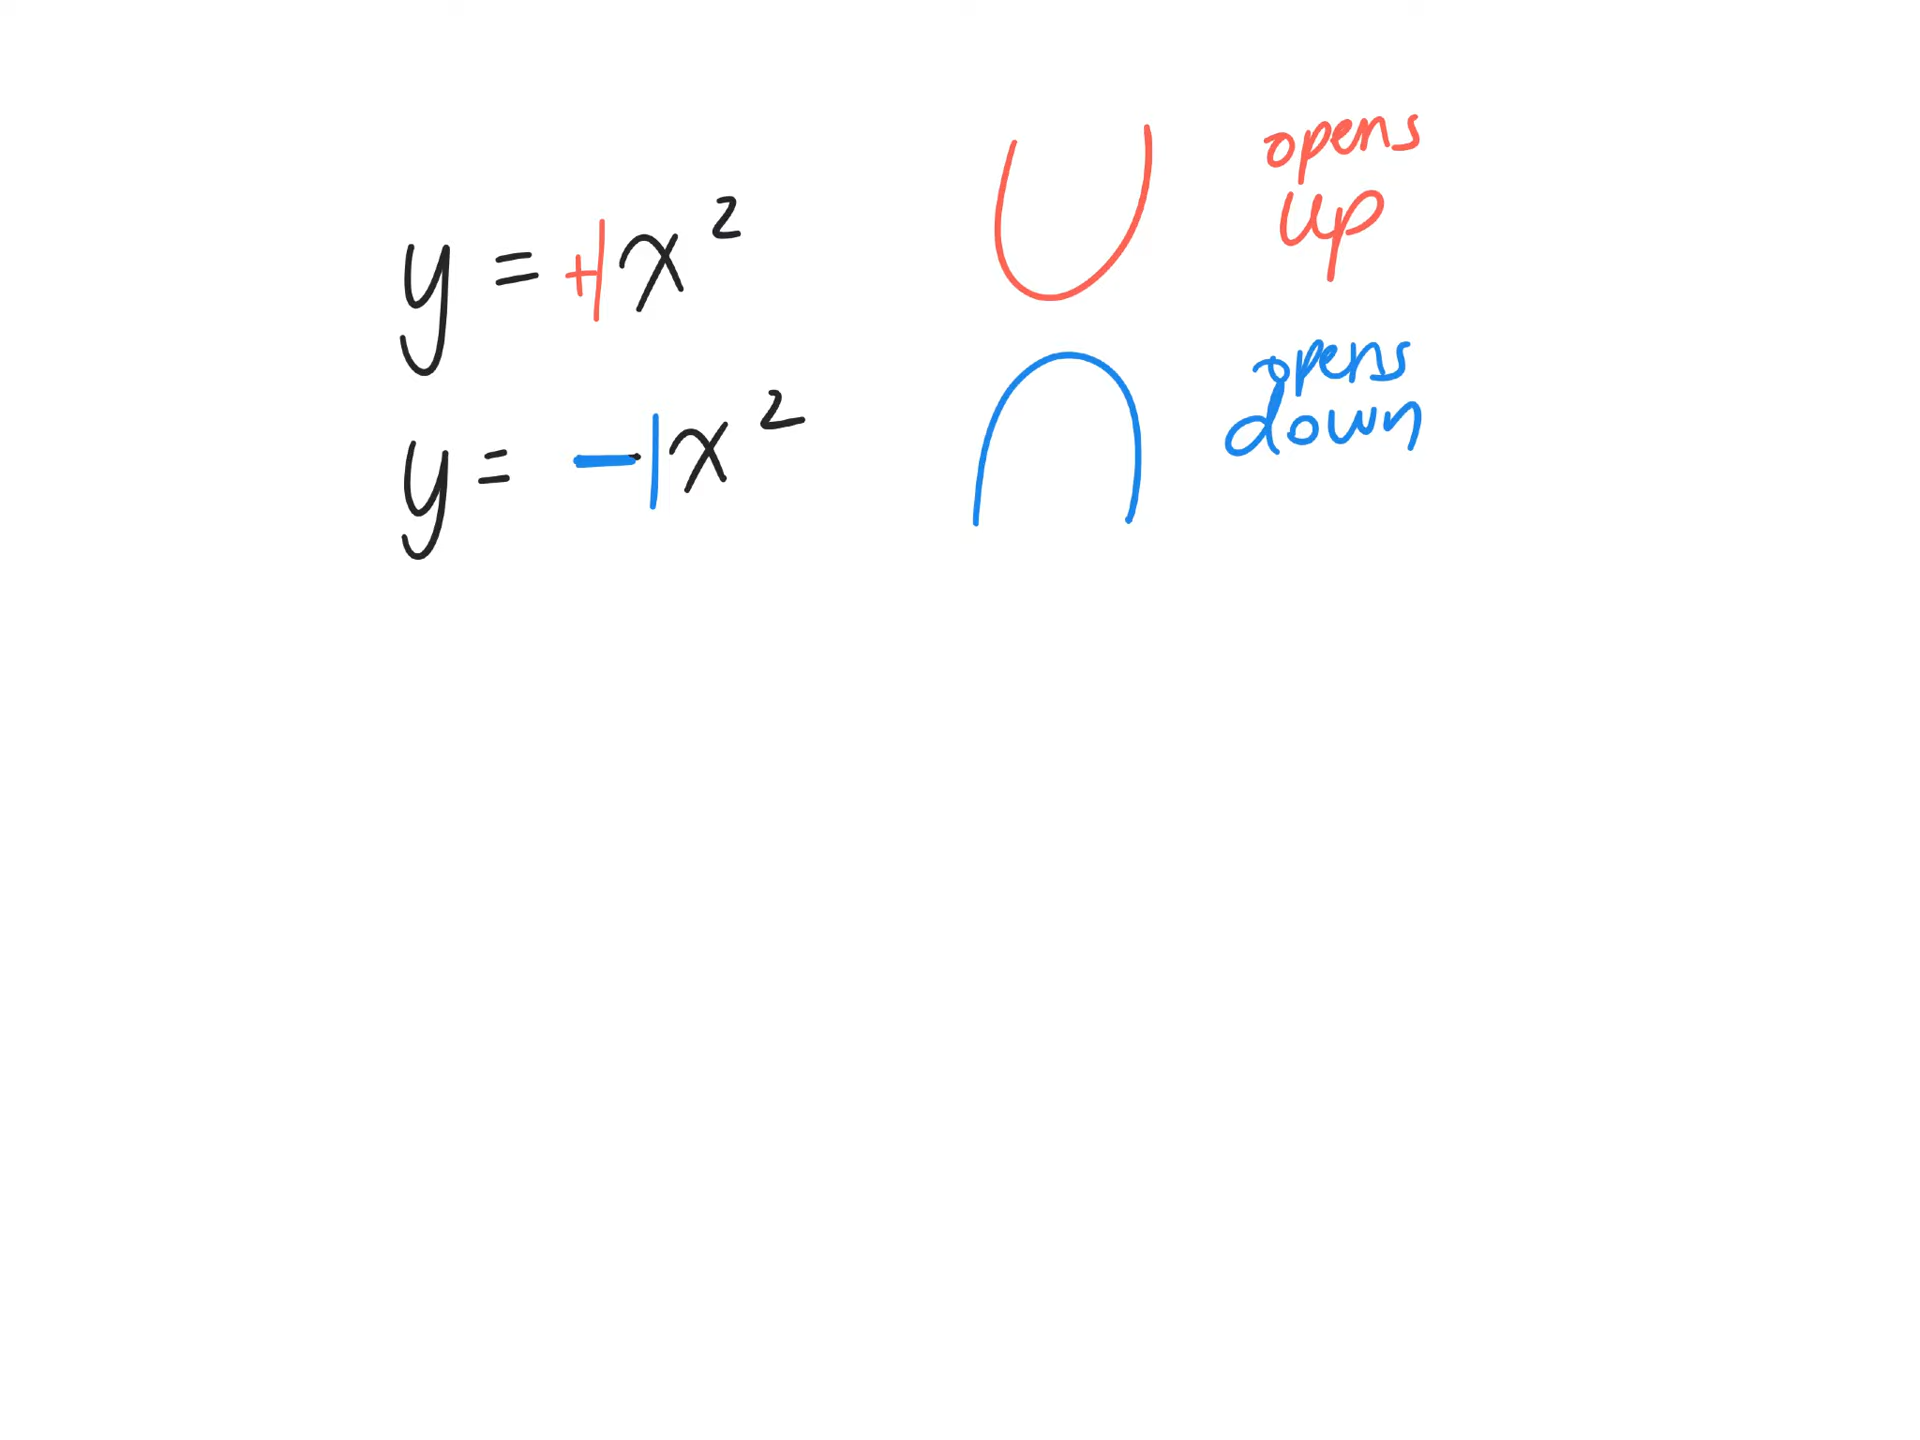 y = +1x²
opens
up
y = -1x²
opens
down